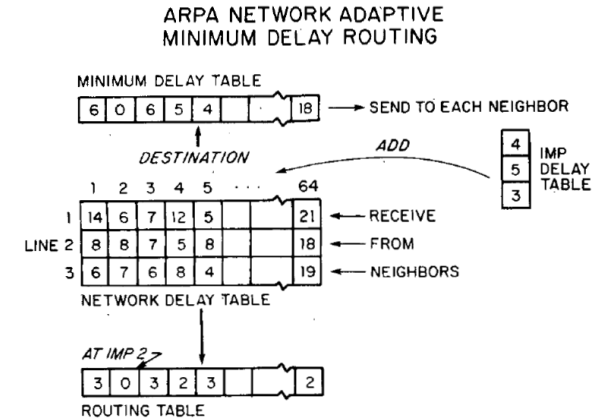 ARPA NETWORK ADAPTIVE
MINIMUM DELAY ROUTING
MINIMUM DELAY TABLE
6 0 6 5 4 18 SEND TO EACH NEIGHBOR
DESTINATION
ADD
4
5
3
IMP
DELAY
TABLE
1 2 3 4 5 ... 64
1 14 6 7 12 5 21 RECEIVE
LINE 2 8 8 7 5 8 18 FROM
3 6 7 6 8 4 19 NEIGHBORS
NETWORK DELAY TABLE
AT IMP 2
3 0 3 2 3 2
ROUTING TABLE